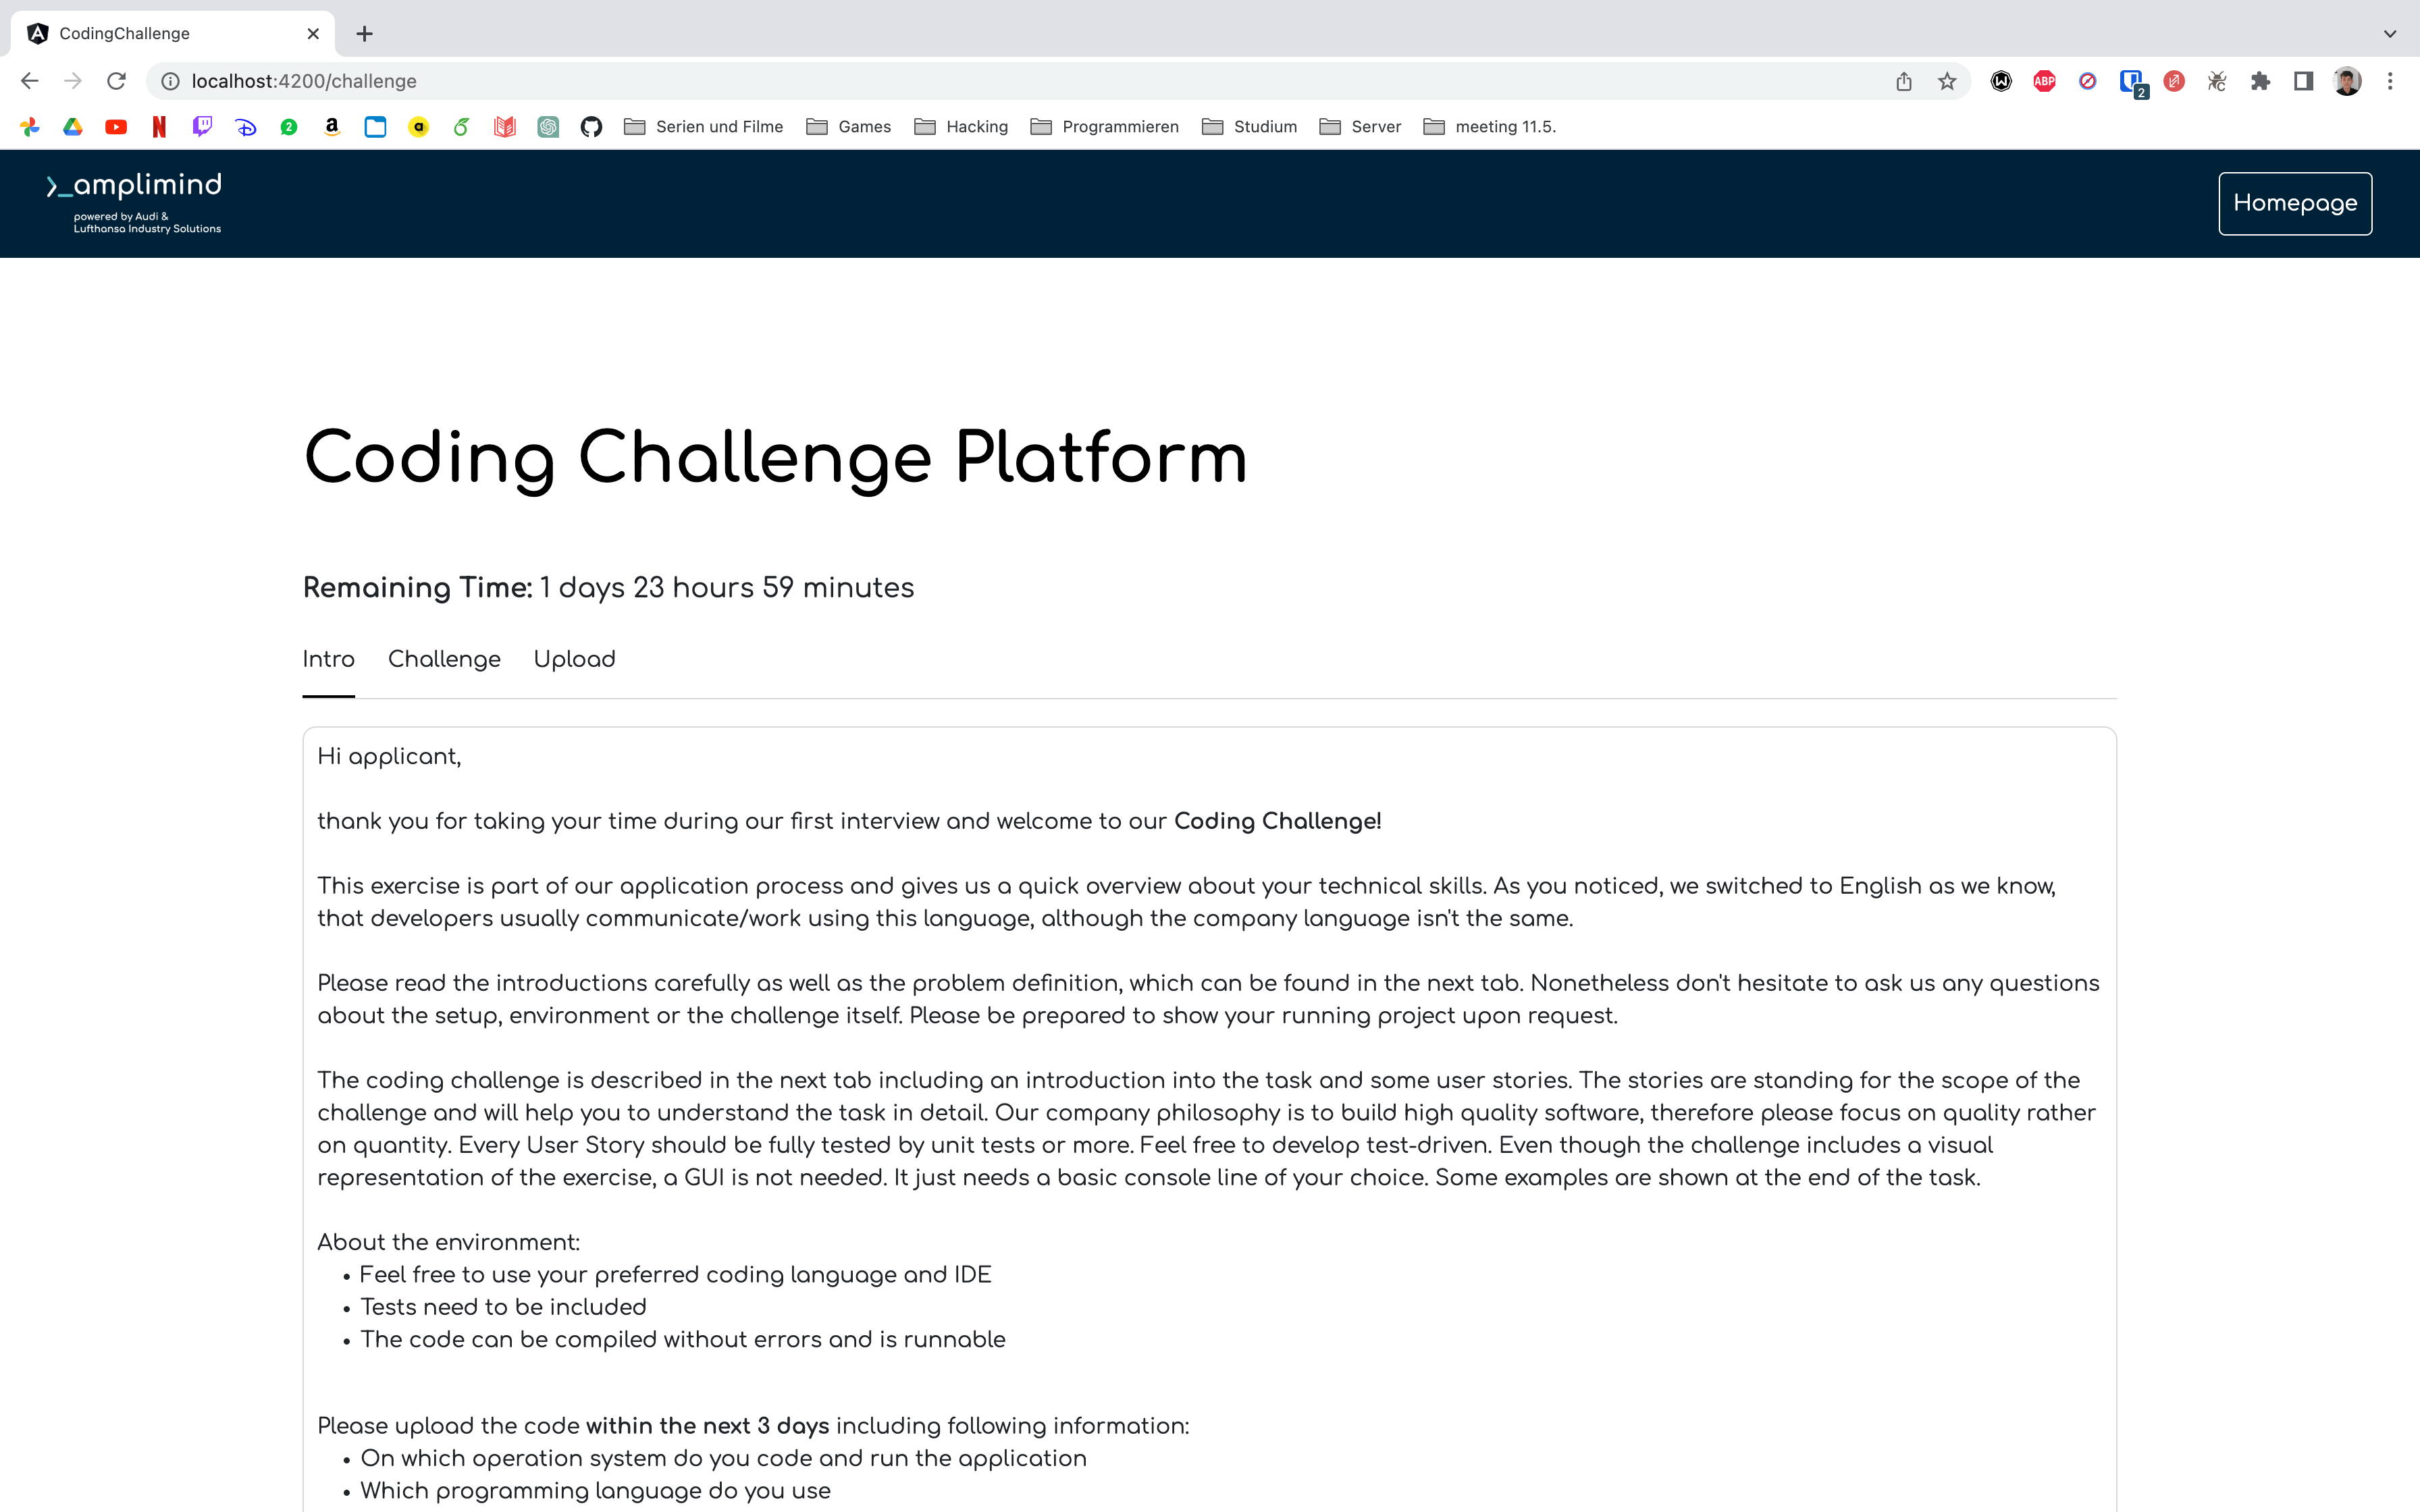 CodingChallenge
localhost:4200/challenge
ABP
2
2
a
a
Serien und Filme
Games
Hacking
Programmieren
Studium
Server
meeting 11.5.
>_amplimind
powered by Audi &
Lufthansa Industry Solutions
Homepage
Coding Challenge Platform
Remaining Time: 1 days 23 hours 59 minutes
Intro Challenge Upload
Hi applicant,
thank you for taking your time during our first interview and welcome to our Coding Challenge!
This exercise is part of our application process and gives us a quick overview about your technical skills. As you noticed, we switched to English as we know,
that developers usually communicate/work using this language, although the company language isn't the same.
Please read the introductions carefully as well as the problem definition, which can be found in the next tab. Nonetheless don't hesitate to ask us any questions
about the setup, environment or the challenge itself. Please be prepared to show your running project upon request.
The coding challenge is described in the next tab including an introduction into the task and some user stories. The stories are standing for the scope of the
challenge and will help you to understand the task in detail. Our company philosophy is to build high quality software, therefore please focus on quality rather
on quantity. Every User Story should be fully tested by unit tests or more. Feel free to develop test-driven. Even though the challenge includes a visual
representation of the exercise, a GUI is not needed. It just needs a basic console line of your choice. Some examples are shown at the end of the task.
About the environment:
• Feel free to use your preferred coding language and IDE
• Tests need to be included
• The code can be compiled without errors and is runnable
Please upload the code within the next 3 days including following information:
• On which operation system do you code and run the application
• Which programming language do you use